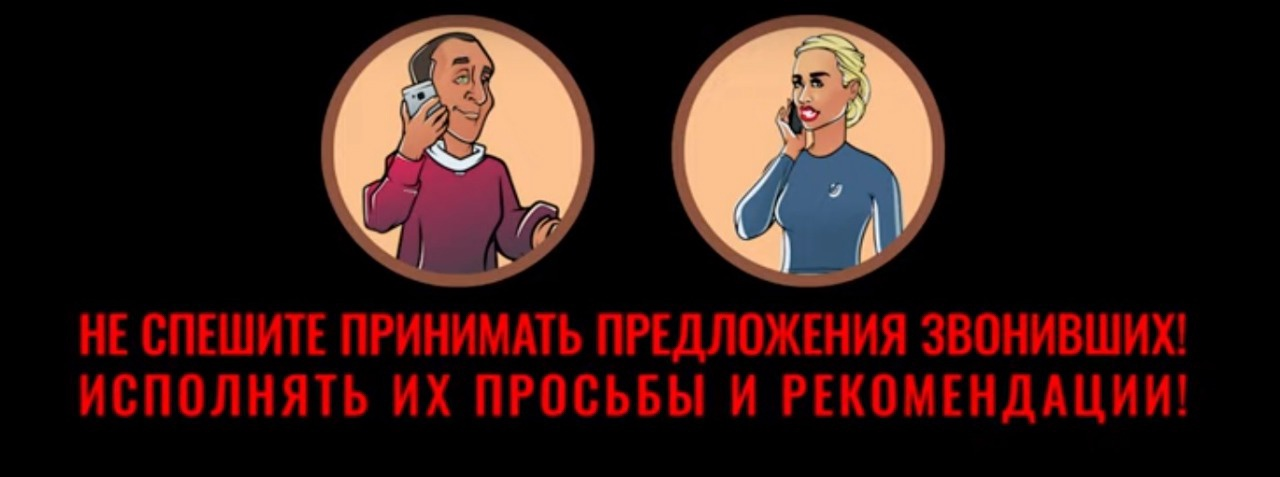 НЕ СПЕШИТЕ ПРИНИМАТЬ ПРЕДЛОЖЕНИЯ ЗВОНИВШИХ!
ИСПОЛНЯТЬ ИХ ПРОСЬБЫ И РЕКОМЕНДАЦИИ!